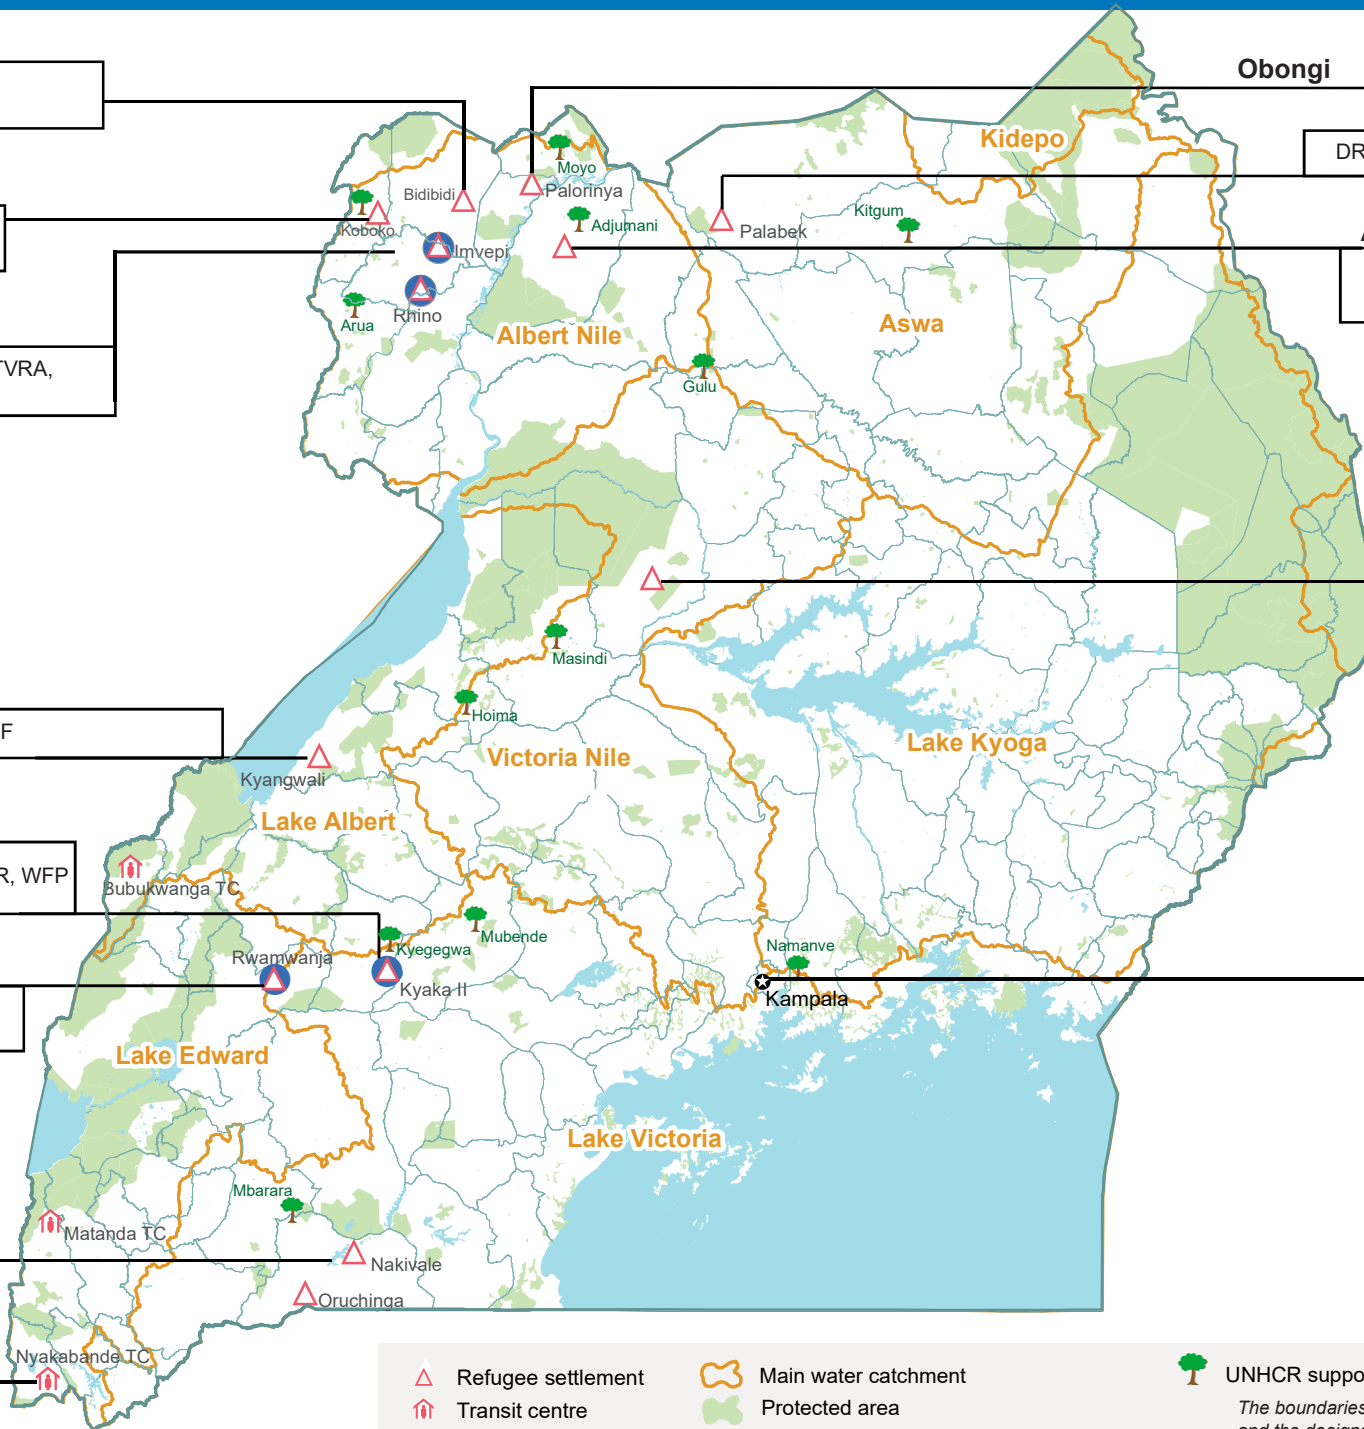 Obongi
Kidepo
DR
Moyo
Bidibidi
Palorinya
Koboko
Adjumani
Palabek
Kitgum
Imvepi
Rhino
Arua
Albert Nile
Aswa
TVRA,
Gulu
Masindi
Hoima
F
Kyangwali
Victoria Nile
Lake Kyoga
Lake Albert
R, WFP
Bubukwanga TC
Mubende
Kyegegwa
Namanve
Rwamwanja
Kyaka II
Kampala
Lake Edward
Lake Victoria
Mbarara
Matanda TC
Nakivale
Oruchinga
Nyakabande TC
Refugee settlement
Main water catchment
UNHCR suppo
Transit centre
Protected area
The boundaries